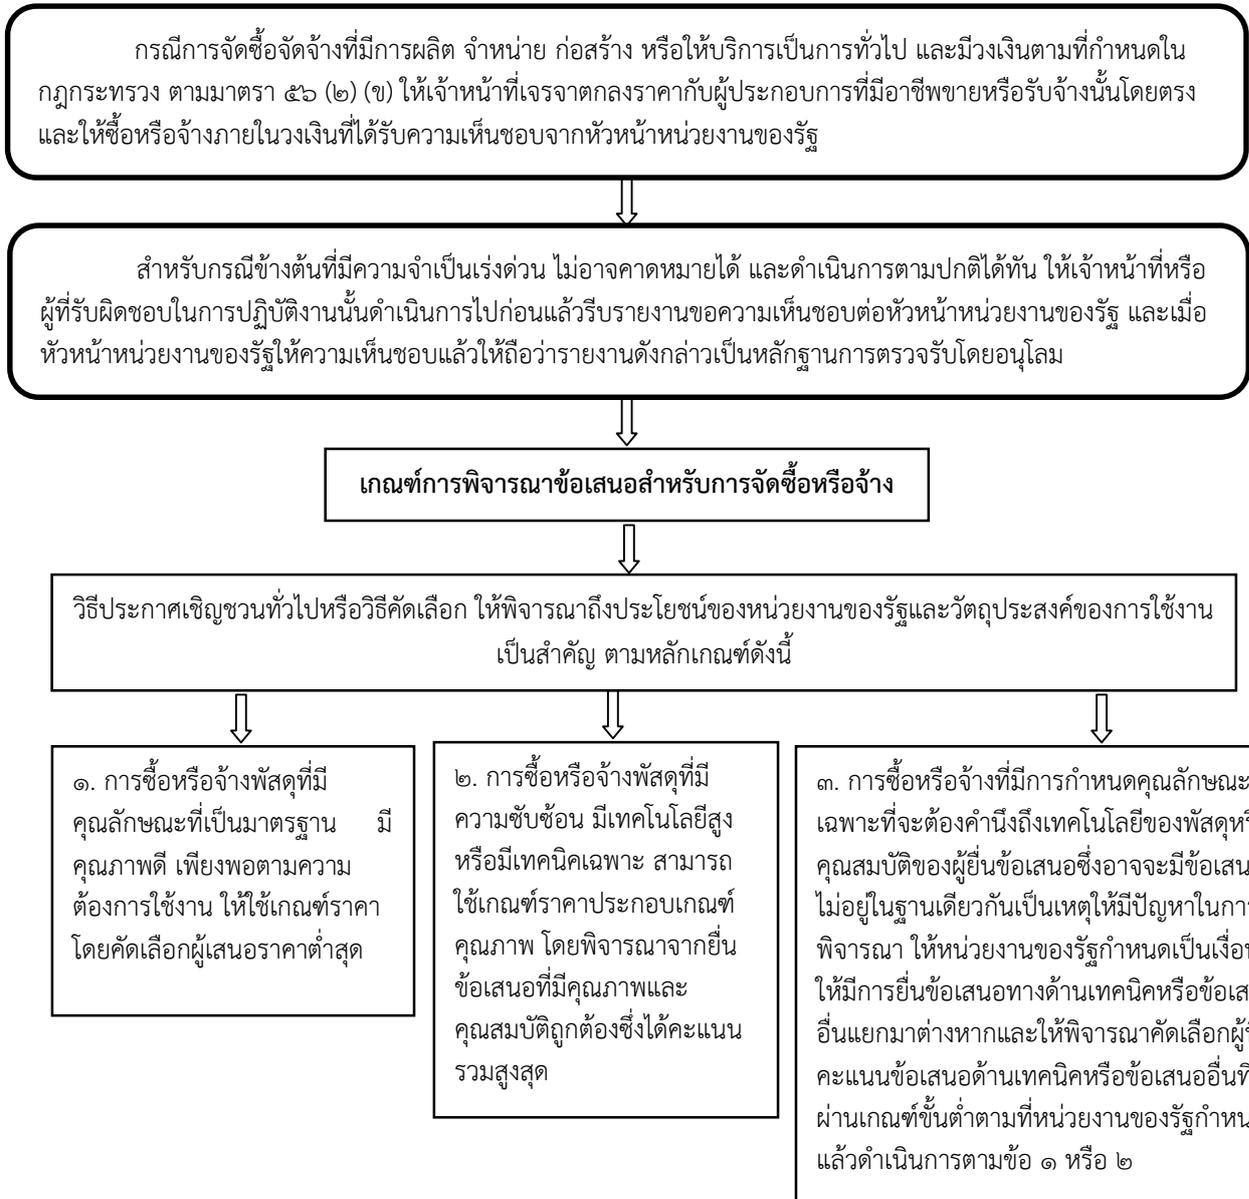 กรณีการจัดซื้อจัดจ้างที่มีการผลิต จำหน่าย ก่อสร้าง หรือให้บริการเป็นการทั่วไป และมีวงเงินตามที่กำหนดใน
กฎกระทรวง ตามมาตรา ๕๖ (๒) (ข) ให้เจ้าหน้าที่เจรจาตกลงราคากับผู้ประกอบการที่มีอาชีพขายหรือรับจ้างนั้นโดยตรง
และให้ซื้อหรือจ้างภายในวงเงินที่ได้รับความเห็นชอบจากหัวหน้าหน่วยงานของรัฐ
สำหรับกรณีข้างต้นที่มีความจำเป็นเร่งด่วน ไม่อาจคาดหมายได้ และดำเนินการตามปกติได้ทัน ให้เจ้าหน้าที่หรือ
ผู้ที่รับผิดชอบในการปฏิบัติงานนั้นดำเนินการไปก่อนแล้วรีบรายงานขอความเห็นชอบต่อหัวหน้าหน่วยงานของรัฐ และเมื่อ
หัวหน้าหน่วยงานของรัฐให้ความเห็นชอบแล้วให้ถือว่ารายงานดังกล่าวเป็นหลักฐานการตรวจรับโดยอนุโลม
เกณฑ์การพิจารณาข้อเสนอสำหรับการจัดซื้อหรือจ้าง
วิธีประกาศเชิญชวนทั่วไปหรือวิธีคัดเลือก ให้พิจารณาถึงประโยชน์ของหน่วยงานของรัฐและวัตถุประสงค์ของการใช้งาน
เป็นสำคัญ ตามหลักเกณฑ์ดังนี้
๑. การซื้อหรือจ้างพัสดุที่มี
คุณลักษณะที่เป็นมาตรฐาน มี
คุณภาพดี เพียงพอตามความ
ต้องการใช้งาน ให้ใช้เกณฑ์ราคา
โดยคัดเลือกผู้เสนอราคาต่ำสุด
๒. การซื้อหรือจ้างพัสดุที่มี
ความซับซ้อน มีเทคโนโลยีสูง
หรือมีเทคนิคเฉพาะ สามารถ
ใช้เกณฑ์ราคาประกอบเกณฑ์
คุณภาพ โดยพิจารณาจากยื่น
ข้อเสนอที่มีคุณภาพและ
คุณสมบัติถูกต้องซึ่งได้คะแนน
รวมสูงสุด
๓. การซื้อหรือจ้างที่มีการกำหนดคุณลักษณะ
เฉพาะที่จะต้องคำนึงถึงเทคโนโลยีของพัสดุ
คุณสมบัติของผู้ยื่นข้อเสนอซึ่งอาจจะมี
ไม่อยู่ในฐานเดียวกันเป็นเหตุให้มีปัญหาใน
พิจารณา ให้หน่วยงานของรัฐกำหนดเป็น
ให้มีการยื่นข้อเสนอทางด้านเทคนิคหรือ
อื่นแยกมาต่างหากและให้พิจารณาคัดเลือก
คะแนนข้อเสนอด้านเทคนิคหรือข้อเสนออื่น
ผ่านเกณฑ์ขั้นต่ำตามที่หน่วยงานของรัฐ
แล้วดำเนินการตามข้อ ๑ หรือ ๒